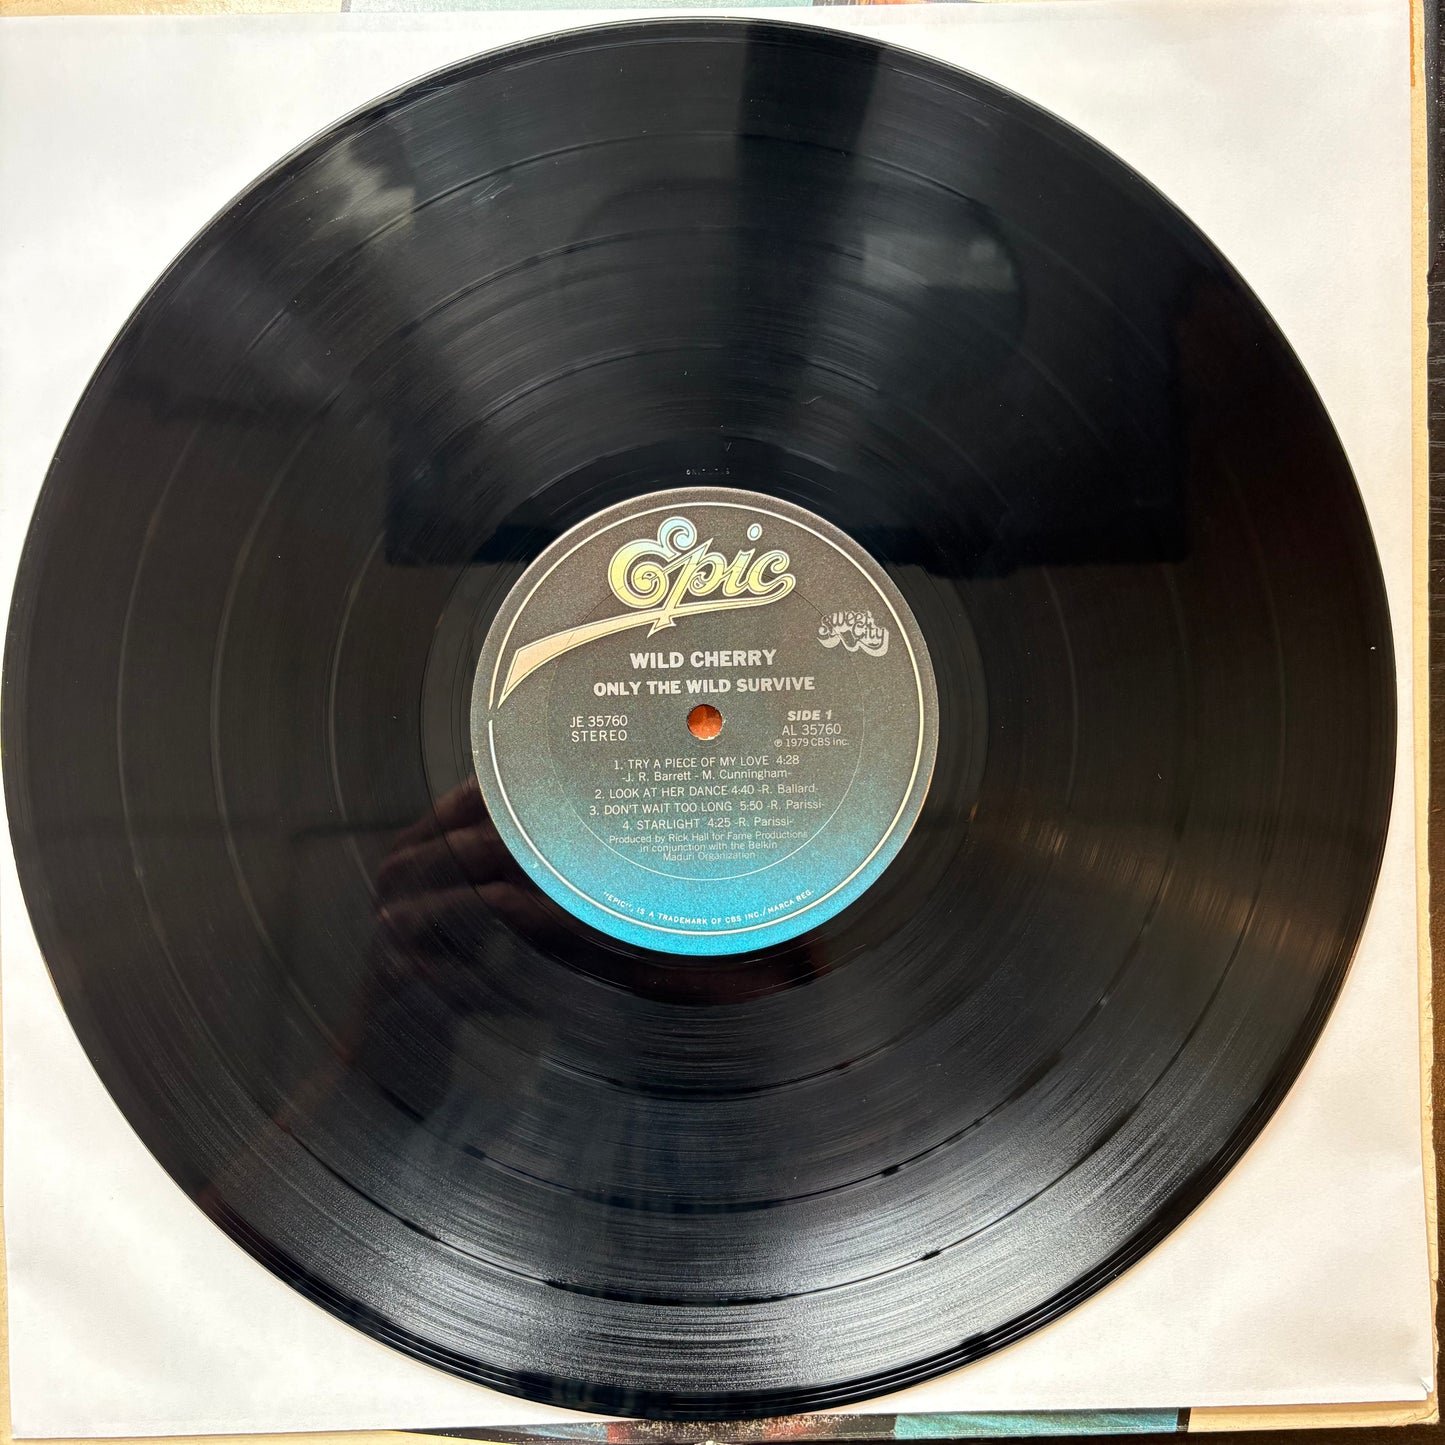 Epic
Sweet City
WILD CHERRY
ONLY THE WILD SURVIVE
JE 35760
STEREO
SIDE 1
AL 35760
℗ 1979 CBS Inc.
1. TRY A PIECE OF MY LOVE 4:28
-J. R. Barrett - M. Cunningham-
2. LOOK AT HER DANCE 4:40 -R. Ballard-
3. DON'T WAIT TOO LONG 5:50 -R. Parissi-
4. STARLIGHT 4:25 -R. Parissi-
Produced by Rick Hall for Fame Productions
in conjunction with the Belkin
Maduri Organization
"EPIC", IS A TRADEMARK OF CBS INC./MARCA REG.